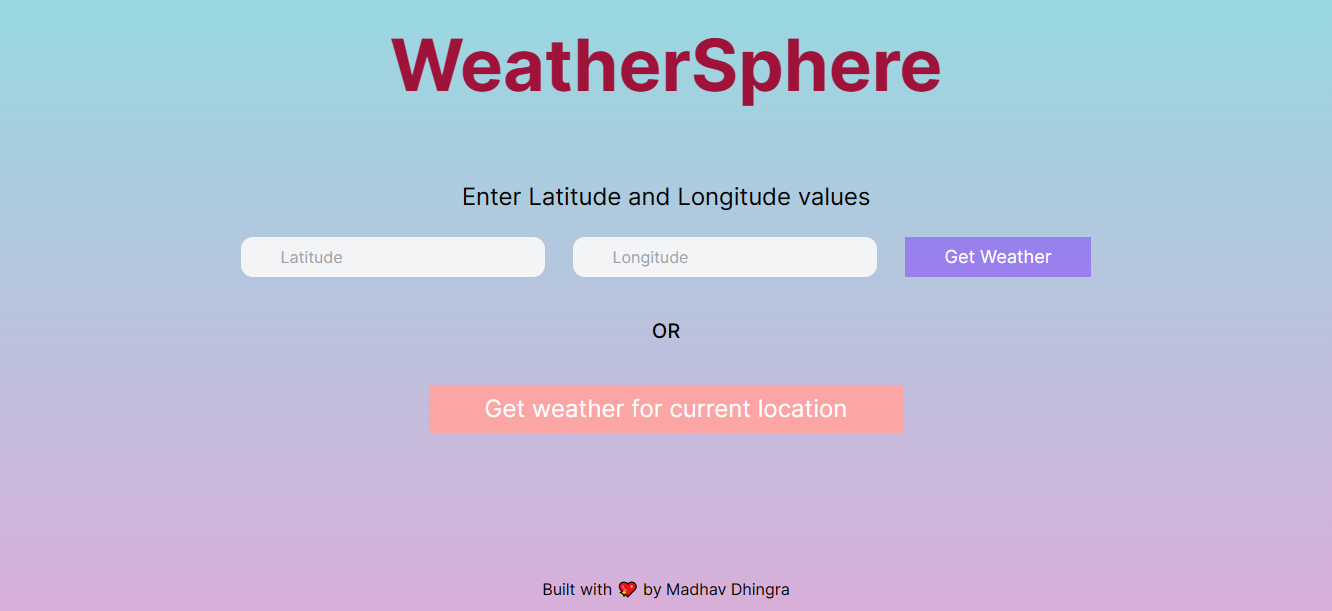 WeatherSphere
Enter Latitude and Longitude values
Latitude Longitude Get Weather
OR
Get weather for current location
Built with 💖 by Madhav Dhingra